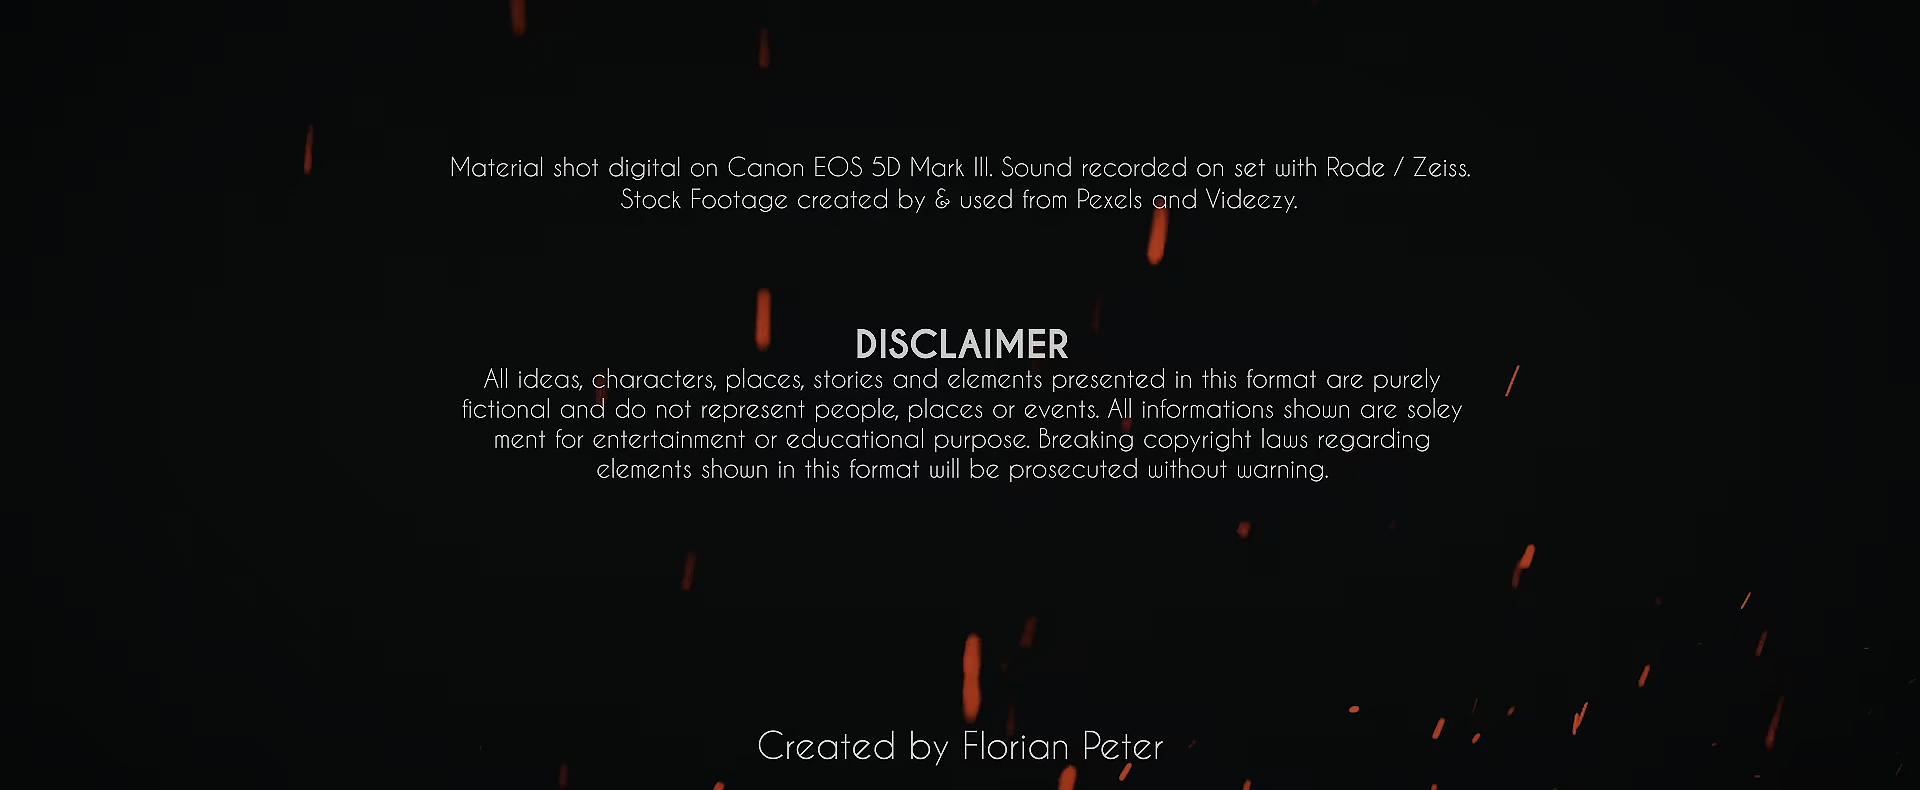 Material shot digital on Canon EOS 5D Mark III. Sound recorded on set with Rode / Zeiss.
Stock Footage created by & used from Pexels and Videezy.
DISCLAIMER
All ideas, characters, places, stories and elements presented in this format are purely
fictional and do not represent people, places or events. All informations shown are soley
ment for entertainment or educational purpose. Breaking copyright laws regarding
elements shown in this format will be prosecuted without warning.
Created by Florian Peter